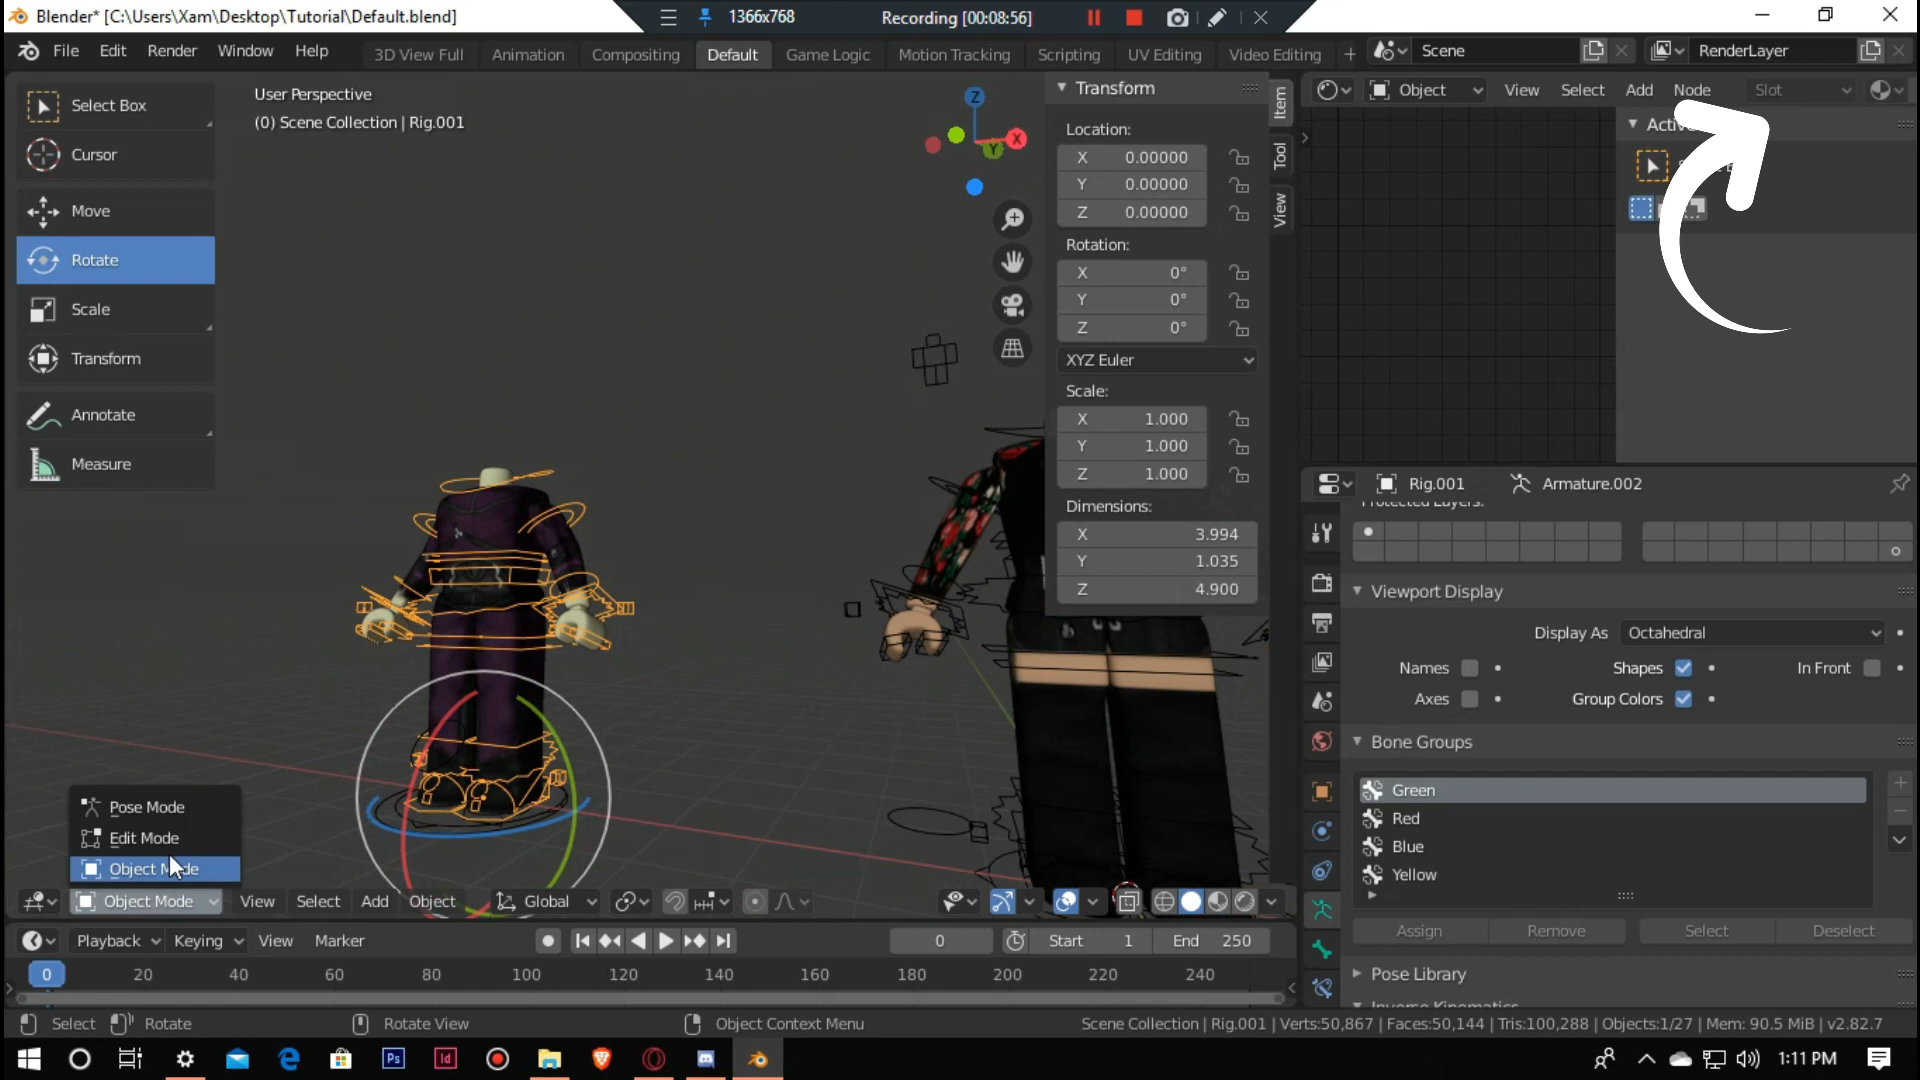 Blender* [C:\Users\Xam\Desktop\Tutorial\Default.blend]
1366x768
Recording [00:08:56]
File Edit Render Window Help
3D View Full Animation Compositing Default Game Logic Motion Tracking Scripting UV Editing Video Editing +
Scene
RenderLayer
Select Box
Cursor
Move
Rotate
Scale
Transform
Annotate
Measure
User Perspective
(0) Scene Collection | Rig.001
Z
X
Y
Transform
Location:
X 0.00000
Y 0.00000
Z 0.00000
Rotation:
X 0°
Y 0°
Z 0°
XYZ Euler
Scale:
X 1.000
Y 1.000
Z 1.000
Dimensions:
X 3.994
Y 1.035
Z 4.900
Item
Tool
View
Object View Select Add Node Slot
Rig.001 Armature.002
Protected Layers:
Viewport Display
Display As Octahedral
Names Shapes In Front
Axes Group Colors
Bone Groups
Green
Red
Blue
Yellow
Assign Remove Select Deselect
Pose Library
Inverse Kinematics
Pose Mode
Edit Mode
Object Mode
Object Mode View Select Add Object Global
Playback Keying View Marker
0 Start 1 End 250
0 20 40 60 80 100 120 140 160 180 200 220 240
Select Rotate Rotate View Object Context Menu
Scene Collection | Rig.001 | Verts:50,867 | Faces:50,144 | Tris:100,288 | Objects:1/27 | Mem: 90.5 MiB | v2.82.7
Ps
Id
1:11 PM